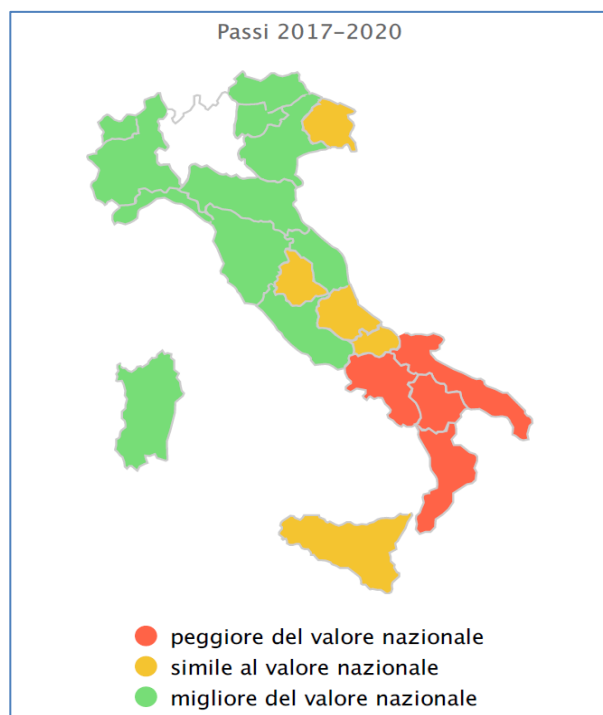 Passi 2017-2020
peggiore del valore nazionale
simile al valore nazionale
migliore del valore nazionale